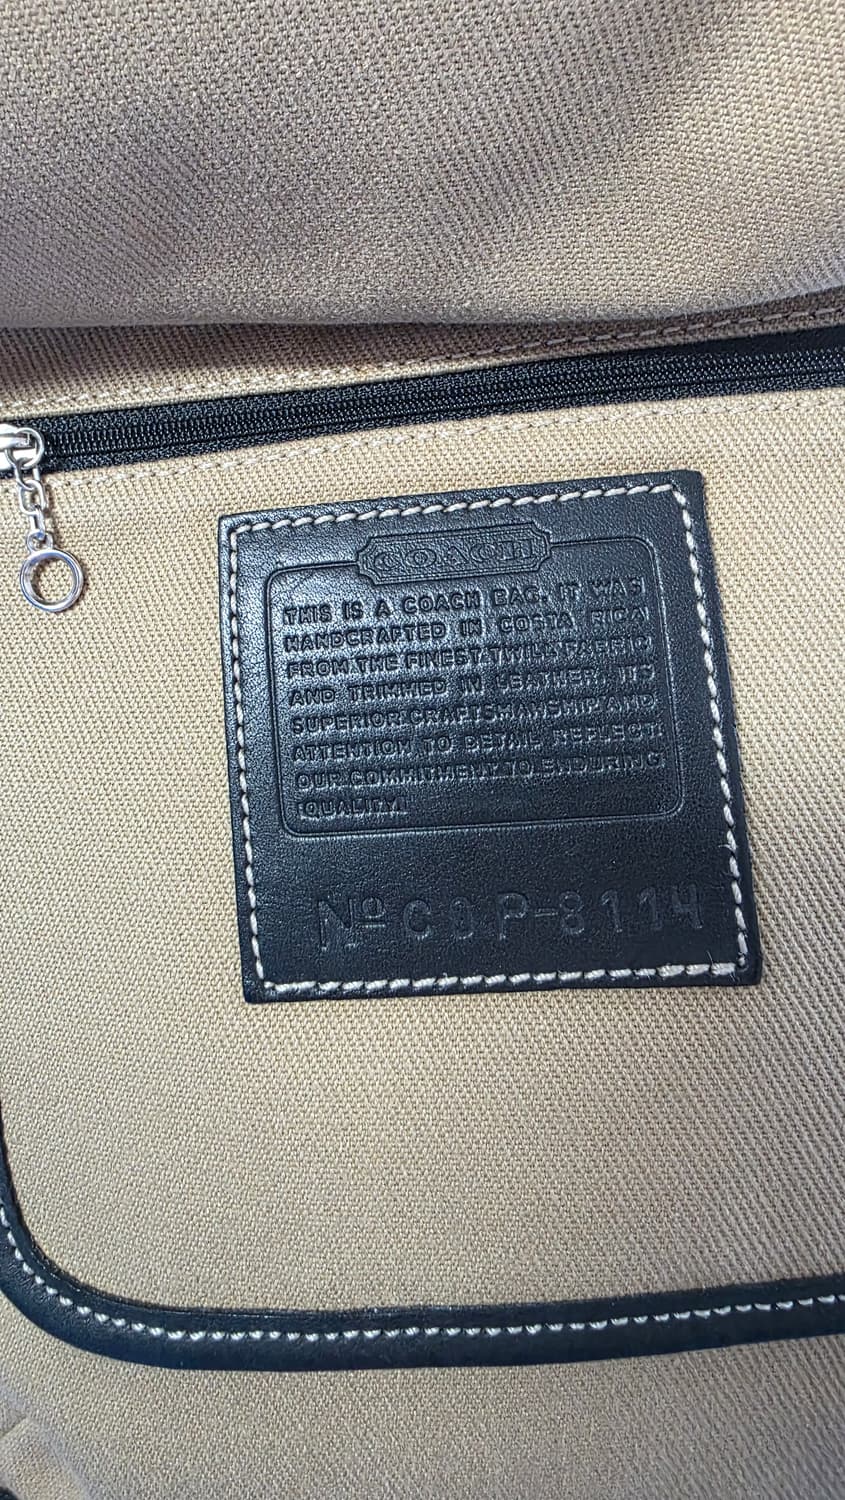 COACH
THIS IS A COACH BAG. IT WAS
HANDCRAFTED IN COSTA RICA
FROM THE FINEST TWILL FABRIC
AND TRIMMED IN LEATHER. ITS
SUPERIOR CRAFTSMANSHIP AND
ATTENTION TO DETAIL REFLECT
OUR COMMITMENT TO ENDURING
QUALITY.
Nº C0P-8114